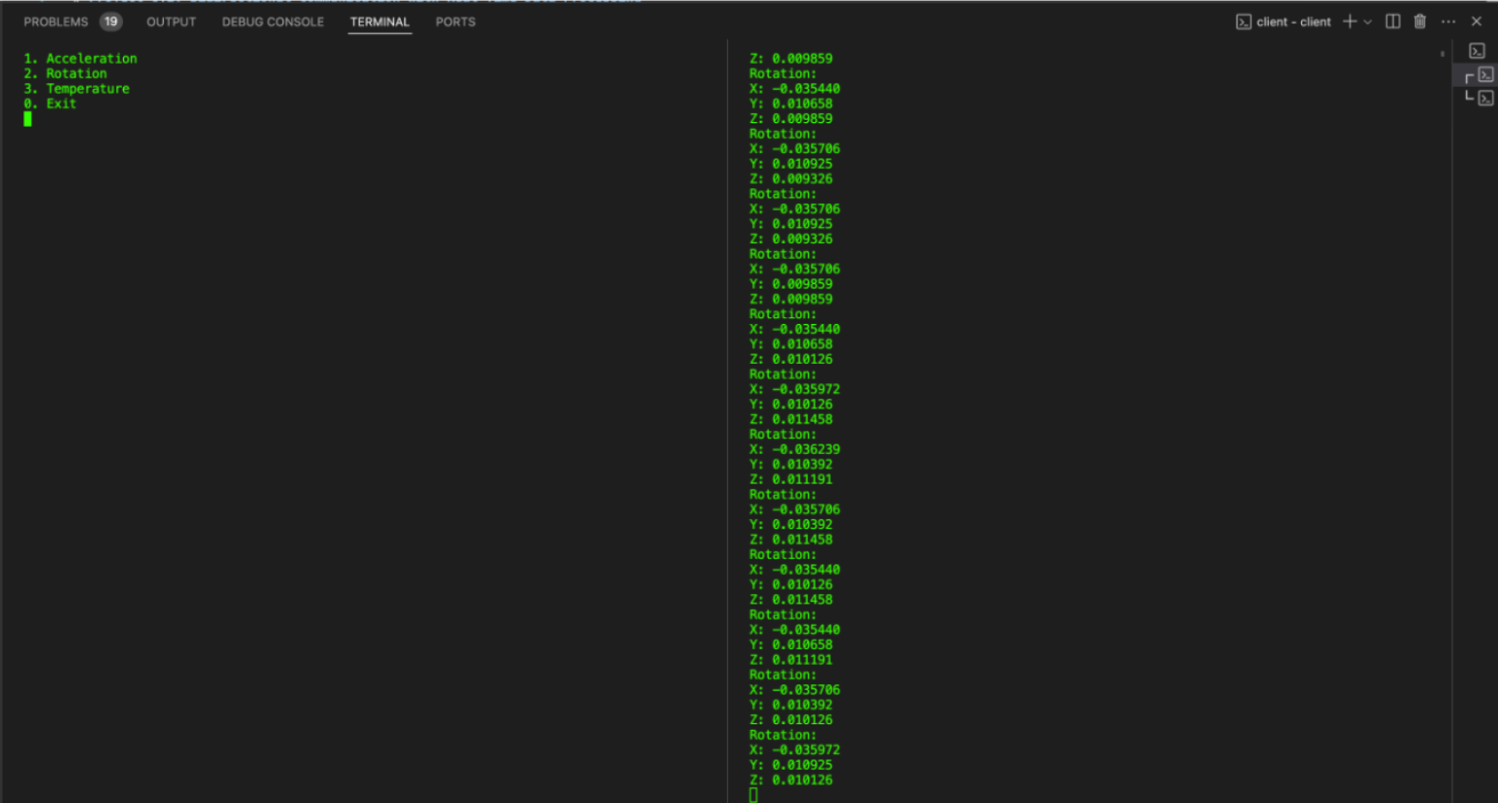 PROBLEMS 19 OUTPUT DEBUG CONSOLE TERMINAL PORTS client - client
1. Acceleration
2. Rotation
3. Temperature
0. Exit
Z: 0.009859
Rotation:
X: -0.035440
Y: 0.010658
Z: 0.009859
Rotation:
X: -0.035706
Y: 0.010925
Z: 0.009326
Rotation:
X: -0.035706
Y: 0.010925
Z: 0.009326
Rotation:
X: -0.035706
Y: 0.009859
Z: 0.009859
Rotation:
X: -0.035440
Y: 0.010658
Z: 0.010126
Rotation:
X: -0.035972
Y: 0.010126
Z: 0.011458
Rotation:
X: -0.036239
Y: 0.010392
Z: 0.011191
Rotation:
X: -0.035706
Y: 0.010392
Z: 0.011458
Rotation:
X: -0.035440
Y: 0.010126
Z: 0.011458
Rotation:
X: -0.035440
Y: 0.010658
Z: 0.011191
Rotation:
X: -0.035706
Y: 0.010392
Z: 0.010126
Rotation:
X: -0.035972
Y: 0.010925
Z: 0.010126